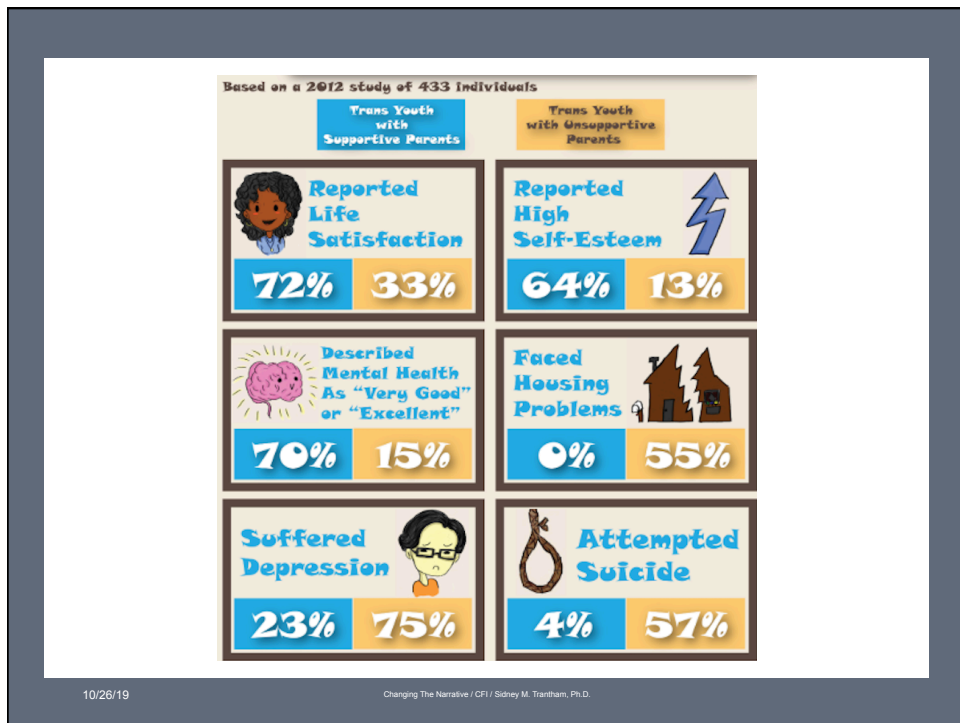 Based on a 2012 study of 433 individuals
Trans Youth
with
Supportive Parents
Trans Youth
with Unsupportive
Parents
Reported
Life
Satisfaction
72% 33%
Reported
High
Self-Esteem
64% 13%
Described
Mental Health
As “Very Good”
or “Excellent”
70% 15%
Faced
Housing
Problems
0% 55%
Suffered
Depression
23% 75%
Attempted
Suicide
4% 57%
10/26/19
Changing The Narrative / CFI / Sidney M. Trantham, Ph.D.